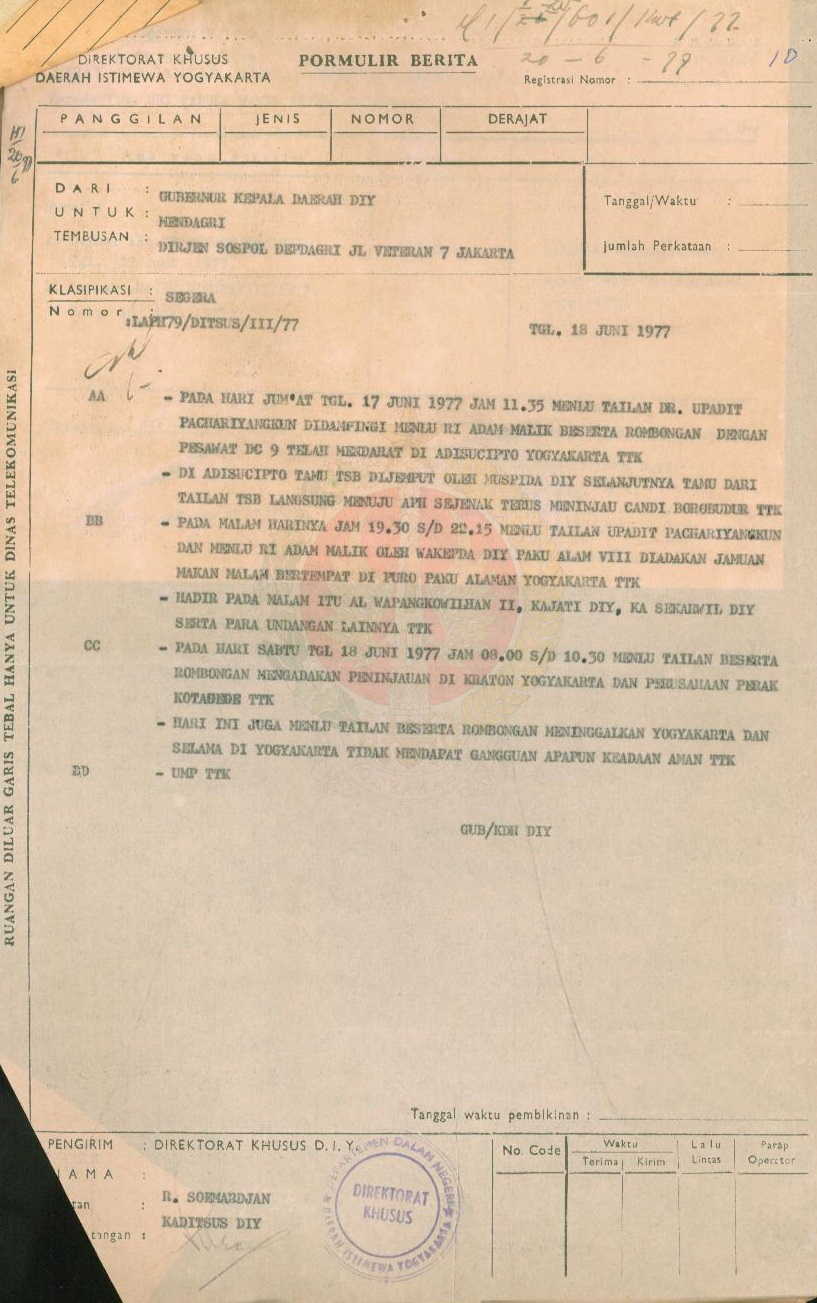 DIREKTORAT KHUSUS
DAERAH ISTIMEWA YOGYAKARTA
PORMULIR BERITA
20 - 6 - 77
Registrasi Nomor :
PANGGILAN JENIS NOMOR DERAJAT
DARI : GUBERNUR KEPALA DAERAH DIY
UNTUK : MENDAGRI
TEMBUSAN : DIRJEN SOSPOL DEPDAGRI JL VETERAN 7 JAKARTA
Tanggal/Waktu :
jumlah Perkataan :
KLASIPIKASI : SEGERA
Nomor :LAPH79/DITSUS/III/77
TGL. 18 JUNI 1977
AA - PADA HARI JUM'AT TGL. 17 JUNI 1977 JAM 11.35 MENLU TAILAN DR. UPADIT
PACHARIYANGKUN DIDAMFINGI MENLU RI ADAM MALIK BESERTA ROMBONGAN DENGAN
PESAWAT DC 9 TELAH MENDARAT DI ADISUCIPTO YOGYAKARTA TTK
- DI ADISUCIPTO TAMU TSB DIJEMPUT OLEH MUSPIDA DIY SELANJUTNYA TAMU DARI
TAILAN TSB LANGSUNG MENUJU APH SEJENAK TERUS MENINJAU CANDI BOROBUDUR TTK
BB - PADA MALAM HARINYA JAM 19.30 S/D 22.15 MENLU TAILAN UPADIT PACHARIYANGKUN
DAN MENLU RI ADAM MALIK OLEH WAKEPDA DIY PAKU ALAM VIII DIADAKAN JAMUAN
MAKAN MALAM BERTEMPAT DI PURO PAKU ALAMAN YOGYAKARTA TTK
- HADIR PADA MALAM ITU AL WAPANGKOWILHAN II, KAJATI DIY, KA SEKARWIL DIY
SERTA PARA UNDANGAN LAINNYA TTK
CC - PADA HARI SABTU TGL 18 JUNI 1977 JAM 08.00 S/D 10.30 MENLU TAILAN BESERTA
ROMBONGAN MENGADAKAN PENINJAUAN DI KRATON YOGYAKARTA DAN PERUSAHAAN PERAK
KOTAGEDE TTK
- HARI INI JUGA MENLU TAILAN BESERTA ROMBONGAN MENINGGALKAN YOGYAKARTA DAN
SELAMA DI YOGYAKARTA TIDAK MENDAPAT GANGGUAN APAPUN KEADAAN AMAN TTK
DD - UMP TTK
GUB/KDH DIY
RUANGAN DILUAR GARIS TEBAL HANYA UNTUK DINAS TELEKOMUNIKASI
Tanggal waktu pembikinan :
PENGIRIM : DIREKTORAT KHUSUS D.I.Y.
NAMA :
tan : R. SOEMARDJAN
KADITSUS DIY
tangan :
DEPARTEMEN DALAM NEGERI
DIREKTORAT
KHUSUS
DAERAH ISTIMEWA YOGYAKARTA
No. Code Waktu Lalu Parap
Terima Kirim Lintas Operator